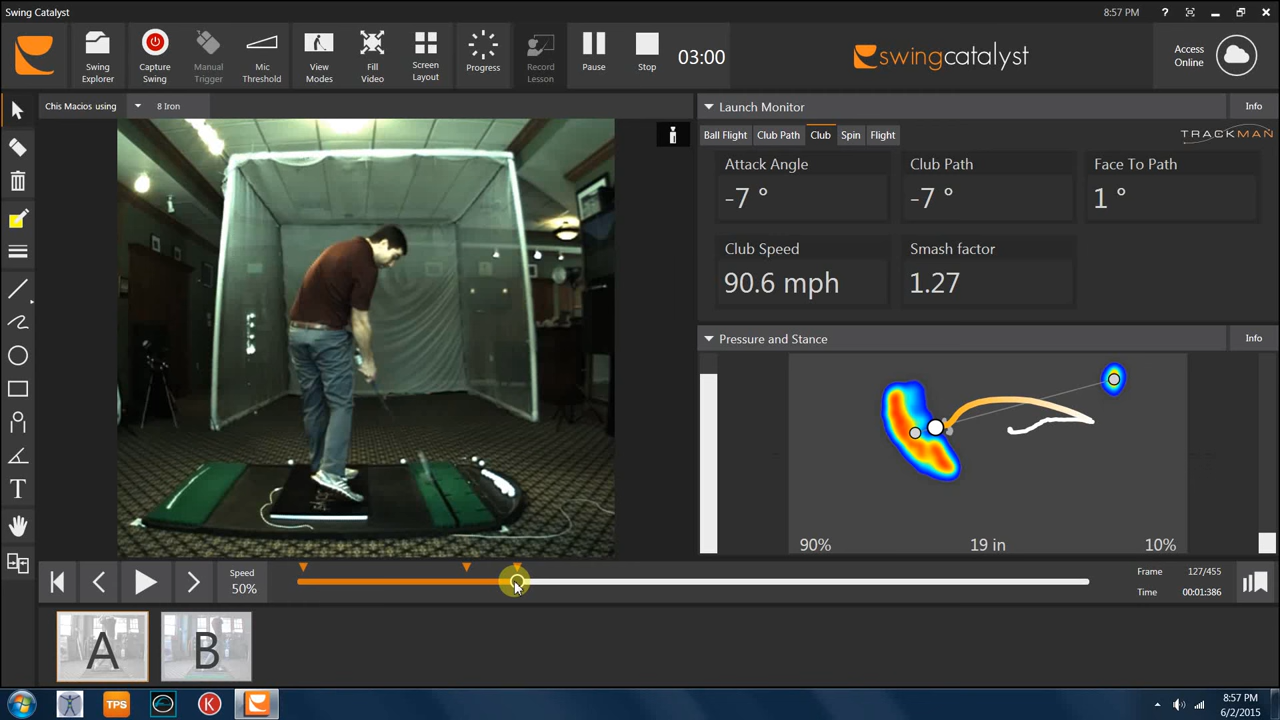 Swing Catalyst
8:57 PM
?
Swing Explorer
Capture Swing
Manual Trigger
Mic Threshold
View Modes
Fill Video
Screen Layout
Progress
Record Lesson
Pause
Stop
03:00
swingcatalyst
Access Online
Chis Macios using
8 Iron
Launch Monitor
Info
Ball Flight
Club Path
Club
Spin
Flight
TRACKMAN
Attack Angle
Club Path
Face To Path
-7 °
-7 °
1 °
Club Speed
Smash factor
90.6 mph
1.27
Pressure and Stance
Info
90%
19 in
10%
T
Speed
50%
Frame
127/455
Time
00:01:386
A
B
TPS
K
8:57 PM
6/2/2015